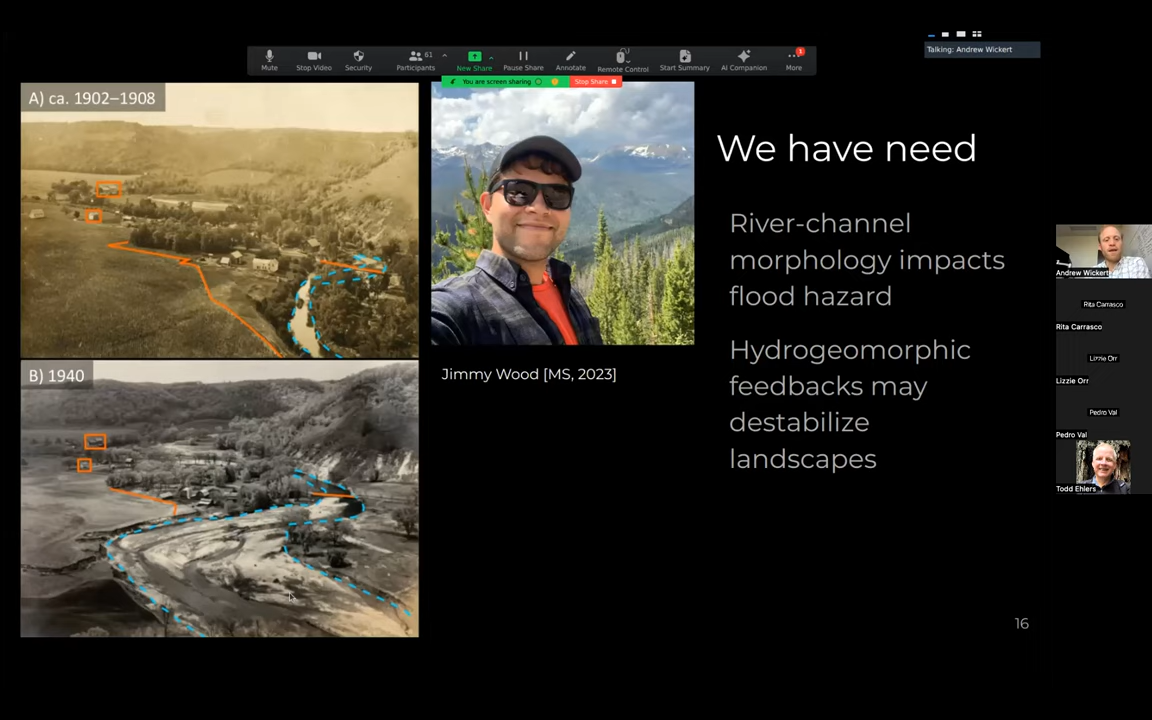 Talking: Andrew Wickert
Mute
Stop Video
Security
Participants
61
New Share
Pause Share
Annotate
Remote Control
Start Summary
AI Companion
More
1
You are screen sharing
Stop Share
A) ca. 1902–1908
B) 1940
Jimmy Wood [MS, 2023]
We have need
River-channel
morphology impacts
flood hazard
Hydrogeomorphic
feedbacks may
destabilize
landscapes
16
Andrew Wickert
Rita Carrasco
Rita Carrasco
Lizzie Orr
Lizzie Orr
Pedro Val
Pedro Val
Todd Ehlers